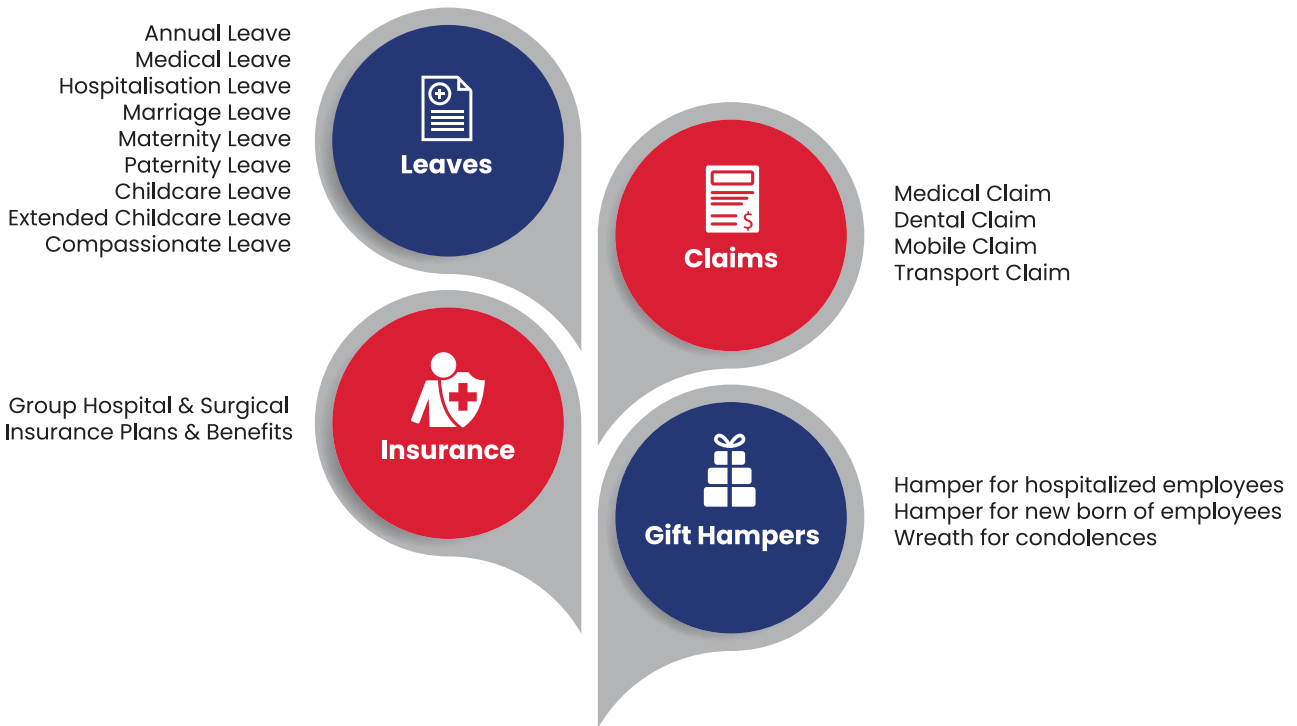 Annual Leave
Medical Leave
Hospitalisation Leave
Marriage Leave
Maternity Leave
Paternity Leave
Childcare Leave
Extended Childcare Leave
Compassionate Leave
Leaves
Claims
$
Medical Claim
Dental Claim
Mobile Claim
Transport Claim
Group Hospital & Surgical
Insurance Plans & Benefits
Insurance
Gift Hampers
Hamper for hospitalized employees
Hamper for new born of employees
Wreath for condolences